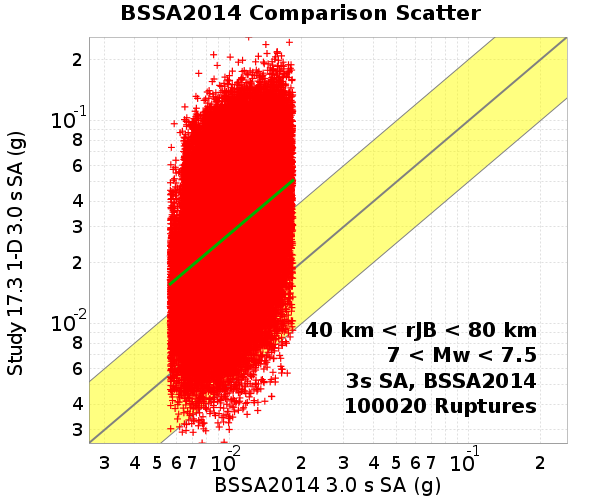 BSSA2014 Comparison Scatter
Study 17.3 1-D 3.0 s SA (g)
2
10-1
8
6
4
3
2
10-2
8
6
4
3
40 km < rJB < 80 km
7 < Mw < 7.5
3s SA, BSSA2014
100020 Ruptures
3 4 5 6 7 10-2 2 3 4 5 6 7 10-1 2
BSSA2014 3.0 s SA (g)